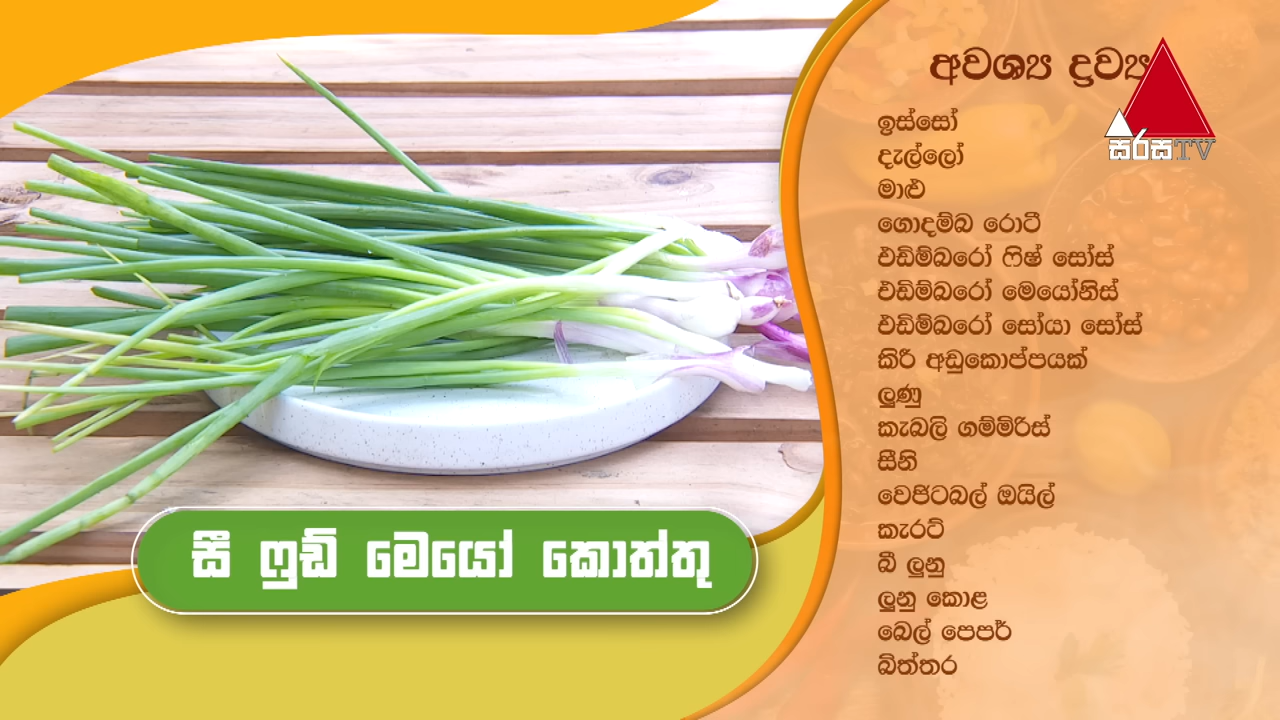 අවශ්‍ය ද්‍රව්‍ය
සිරස TV
ඉස්සෝ
දැල්ලෝ
මාළු
ගොදම්බ රොටී
එඩිම්බරෝ ෆිෂ් සෝස්
එඩිම්බරෝ මෙයෝනිස්
එඩිම්බරෝ සෝයා සෝස්
කිරි අඩුකොප්පයක්
ලුණු
කැබලි ගම්මිරිස්
සීනි
වෙජිටබල් ඔයිල්
කැරට්
බී ලූනු
ලූනු කොළ
බෙල් පෙපර්
බිත්තර
සී ෆුඩ් මෙයෝ කොත්තු